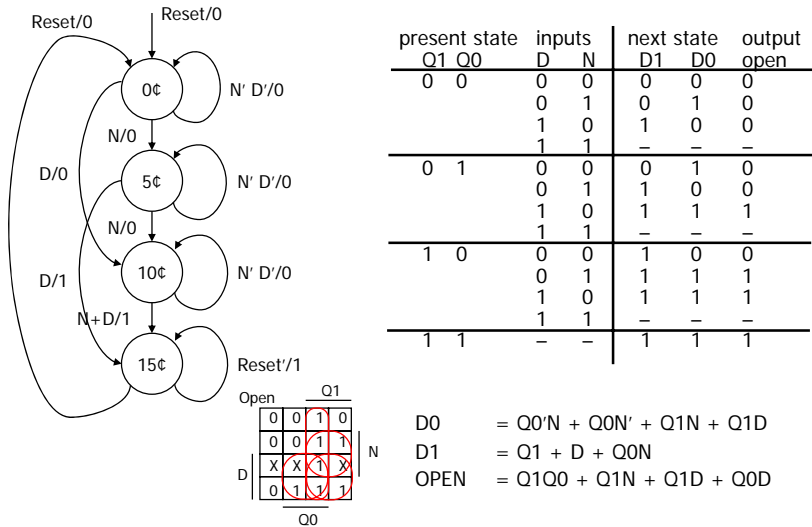 Reset/0
Reset/0
0¢
N' D'/0
N/0
D/0
5¢
N' D'/0
N/0
10¢
N' D'/0
D/1
N+D/1
15¢
Reset'/1
present state inputs next state output
Q1 Q0 D N D1 D0 open
0 0 0 0 0 0 0
0 1 0 1 0
1 0 1 0 0
1 1 – – –
0 1 0 0 0 1 0
0 1 1 0 0
1 0 1 1 1
1 1 – – –
1 0 0 0 1 0 0
0 1 1 1 1
1 0 1 1 1
1 1 – – –
1 1 – – 1 1 1
Open
Q1
0 0 1 0
0 0 1 1
X X 1 X
0 1 1 1
N
D
Q0
D0 = Q0'N + Q0N' + Q1N + Q1D
D1 = Q1 + D + Q0N
OPEN = Q1Q0 + Q1N + Q1D + Q0D